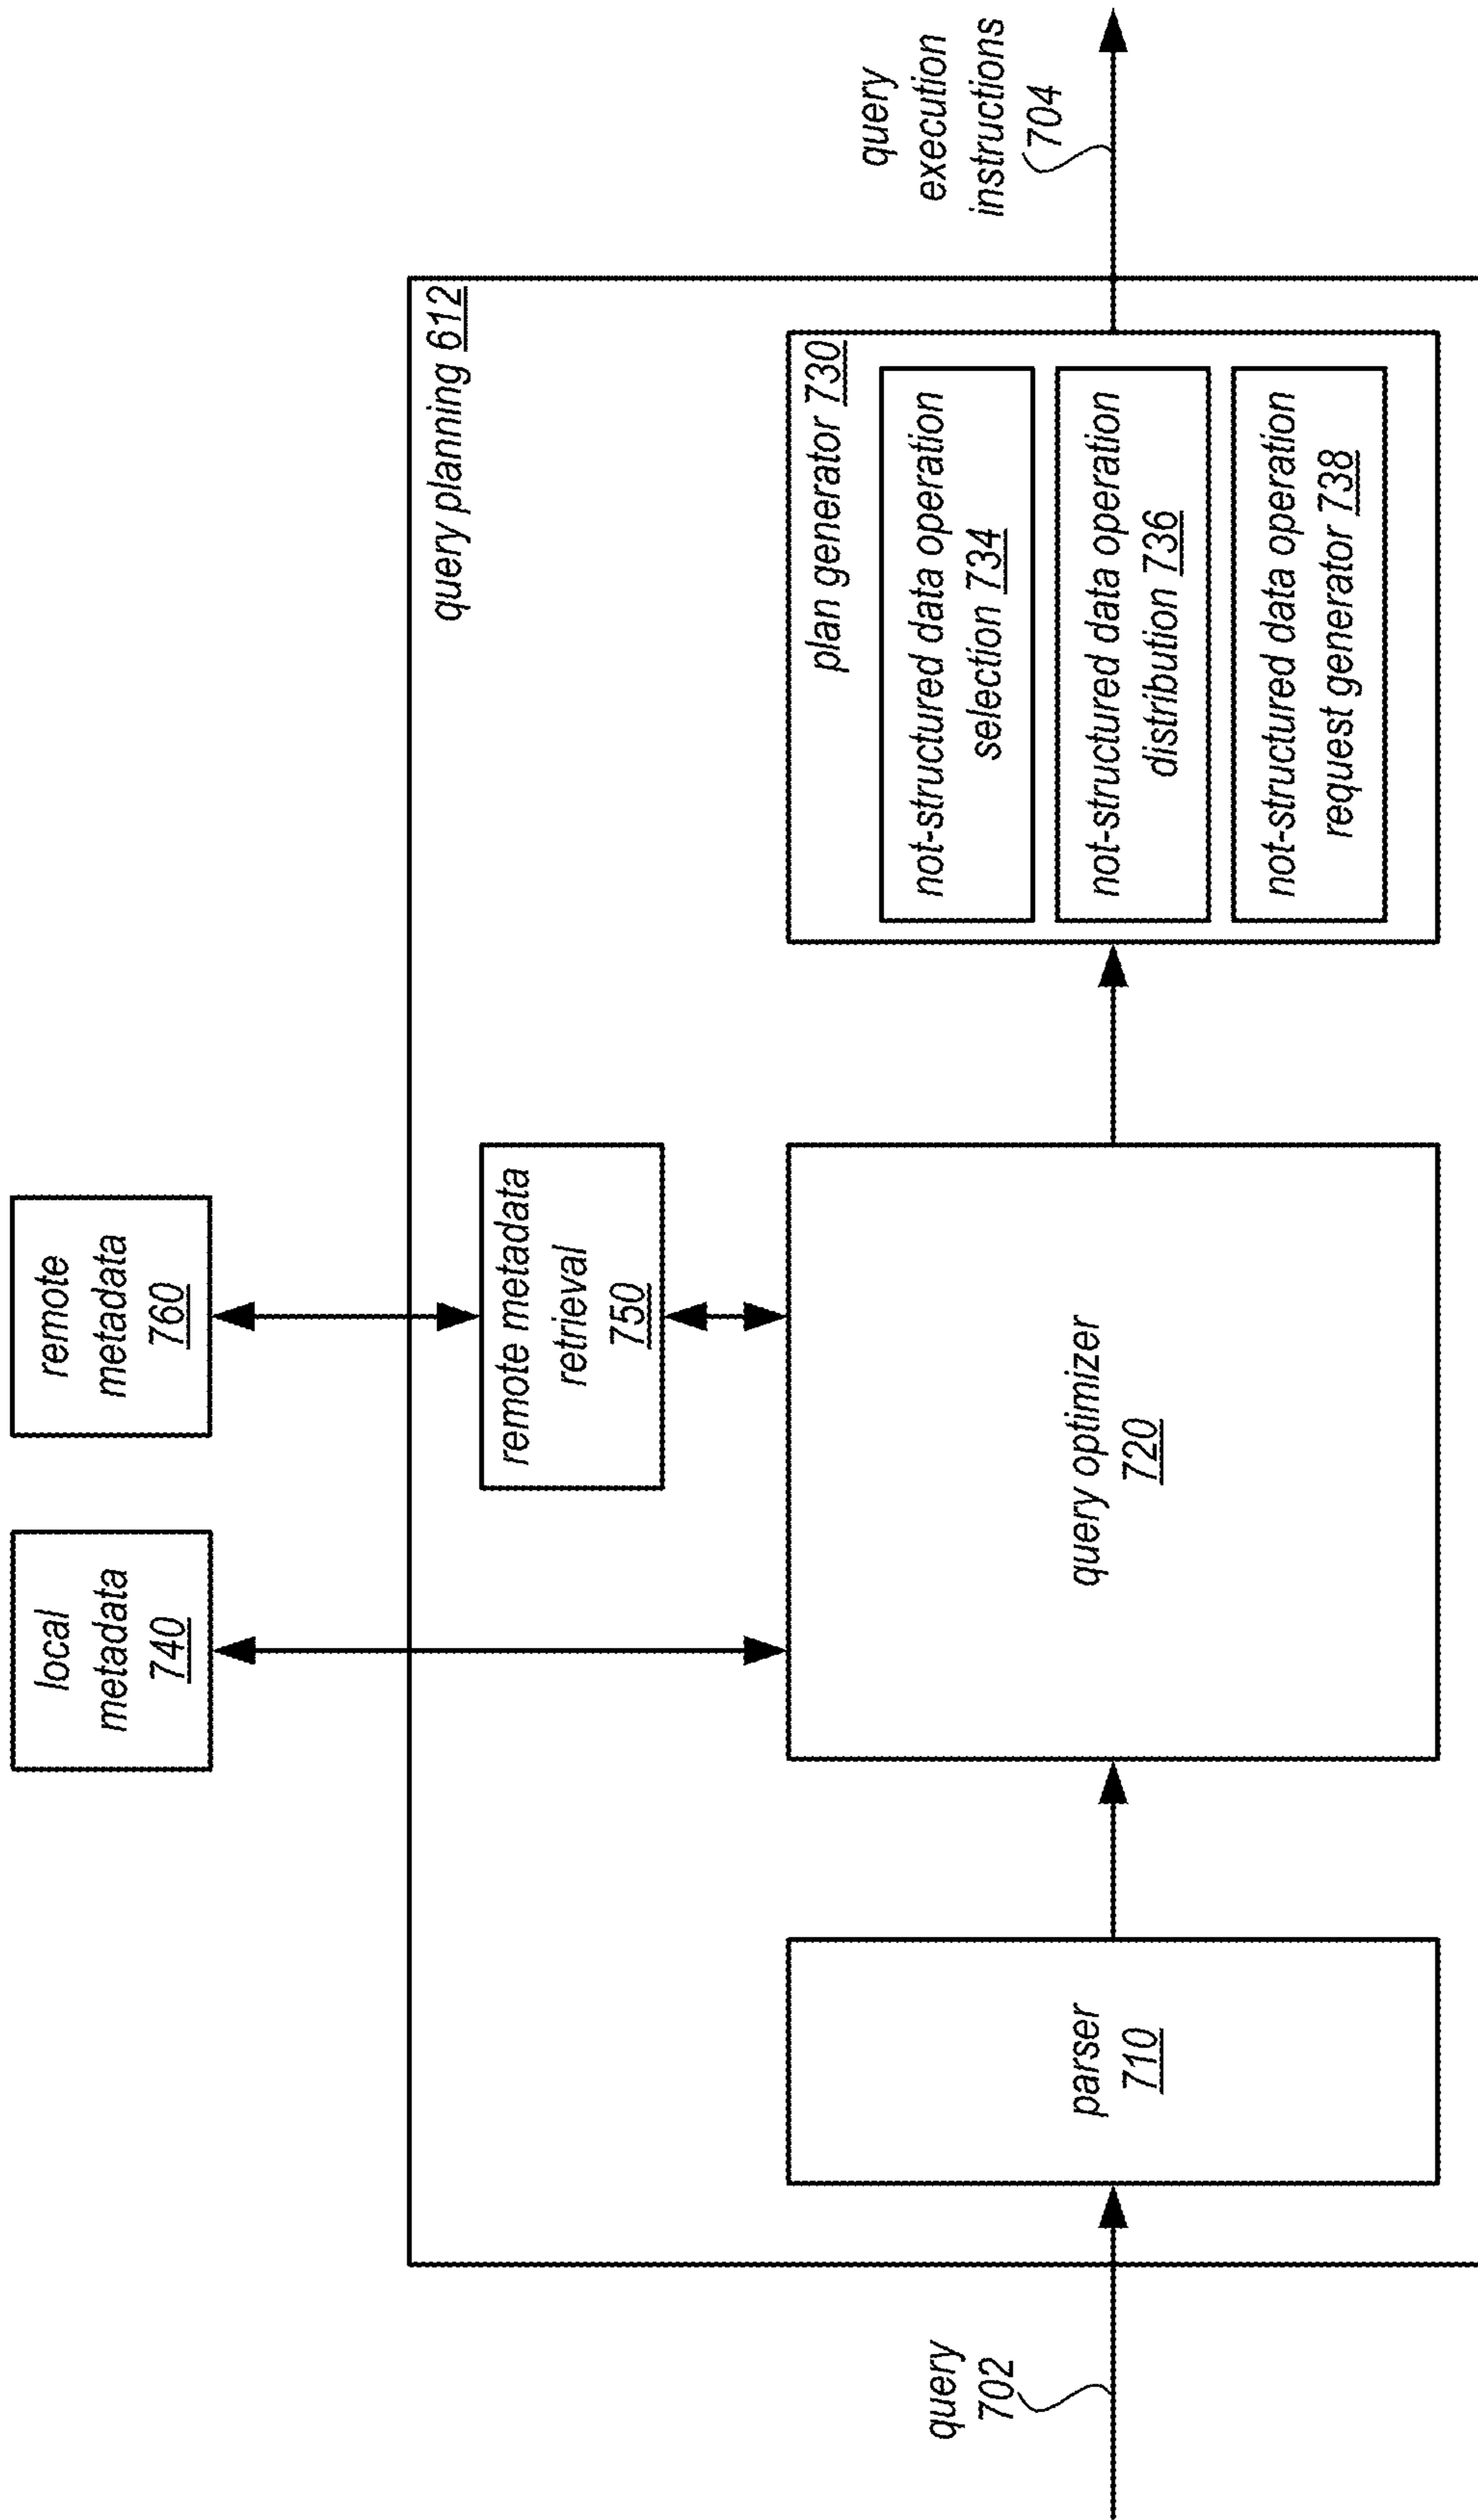 local
metadata
740
remote
metadata
760
query planning 612
remote metadata
retrieval
750
query
702
parser
710
query optimizer
720
plan generator 730
not-structured data operation
selection 734
not-structured data operation
distribution 736
not-structured data operation
request generator 738
query
execution
instructions
704